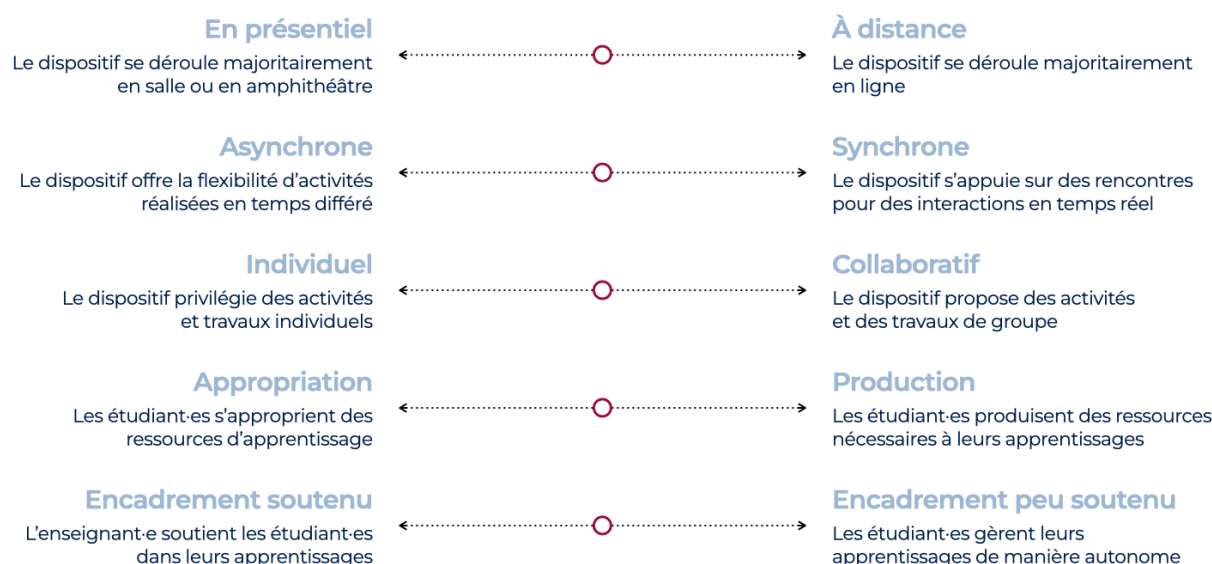 En présentiel
Le dispositif se déroule majoritairement
en salle ou en amphithéâtre
À distance
Le dispositif se déroule majoritairement
en ligne
Asynchrone
Le dispositif offre la flexibilité d'activités
réalisées en temps différé
Synchrone
Le dispositif s'appuie sur des rencontres
pour des interactions en temps réel
Individuel
Le dispositif privilégie des activités
et travaux individuels
Collaboratif
Le dispositif propose des activités
et des travaux de groupe
Appropriation
Les étudiant·es s'approprient des
ressources d'apprentissage
Production
Les étudiant·es produisent des ressources
nécessaires à leurs apprentissages
Encadrement soutenu
L'enseignant·e soutient les étudiant·es
dans leurs apprentissages
Encadrement peu soutenu
Les étudiant·es gèrent leurs
apprentissages de manière autonome